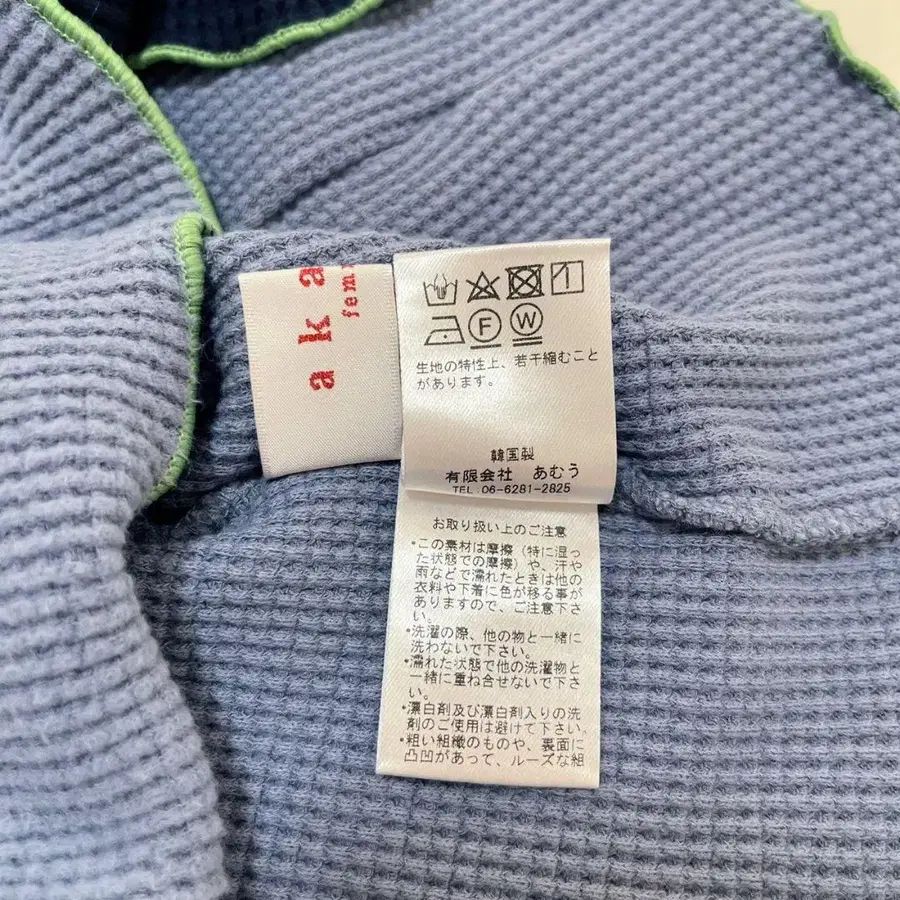 aka
fem
F W
生地の特性上、若干縮むこと
があります。
韓国製
有限会社 あむう
TEL.06-6281-2825
お取り扱い上のご注意
・この素材は摩擦（特に湿っ
た状態での摩擦）や、汗や
雨などで濡れたときは他の
衣料や下着に色が移る事が
ありますので、ご注意下さ
い。
・洗濯の際、他の物と一緒に
洗わないで下さい。
・濡れた状態で他の洗濯物と
一緒に重ね合せないで下さ
い。
・漂白剤及び漂白剤入りの洗
剤のご使用は避けて下さい。
・粗い組織のものや、裏面に
凸凹があって、ルーズな組